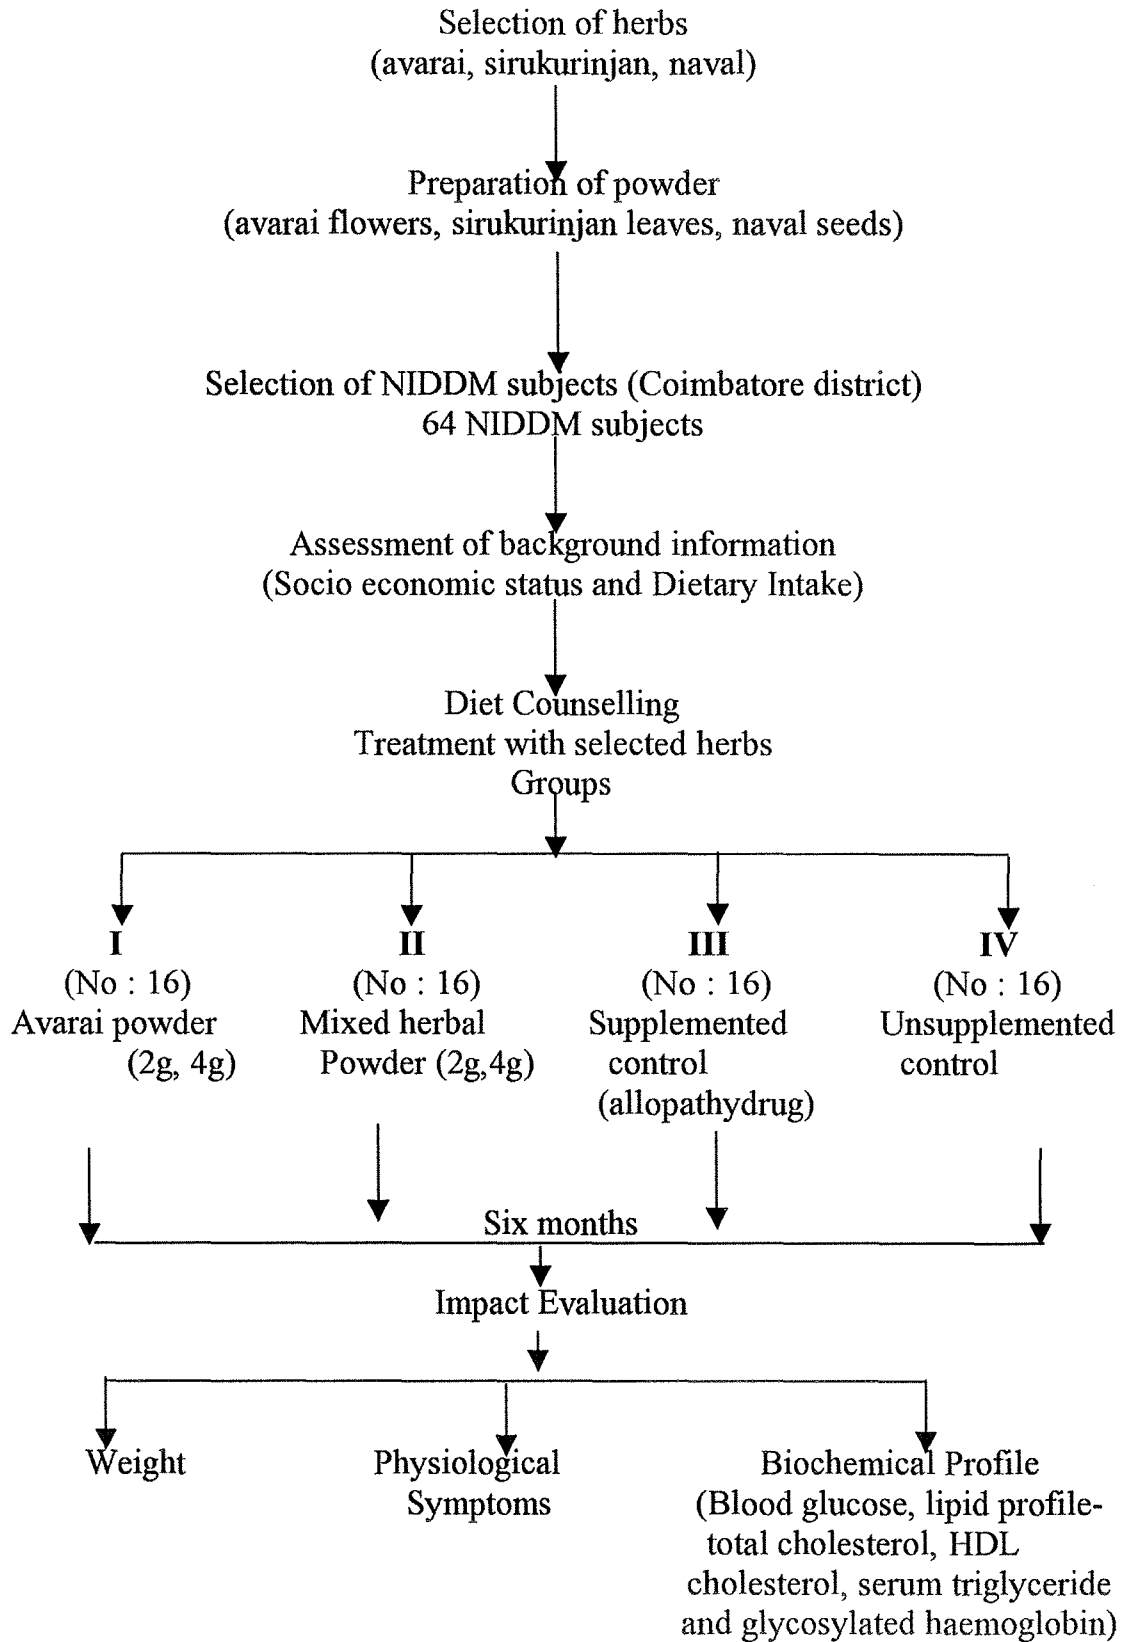 Selection of herbs
(avarai, sirukurinjan, naval)
Preparation of powder
(avarai flowers, sirukurinjan leaves, naval seeds)
Selection of NIDDM subjects (Coimbatore district)
64 NIDDM subjects
Assessment of background information
(Socio economic status and Dietary Intake)
Diet Counselling
Treatment with selected herbs
Groups
I
(No : 16)
Avarai powder
(2g, 4g)
II
(No : 16)
Mixed herbal
Powder (2g,4g)
III
(No : 16)
Supplemented
control
(allopathydrug)
IV
(No : 16)
Unsupplemented
control
Six months
Impact Evaluation
Weight
Physiological
Symptoms
Biochemical Profile
(Blood glucose, lipid profile-
total cholesterol, HDL
cholesterol, serum triglyceride
and glycosylated haemoglobin)